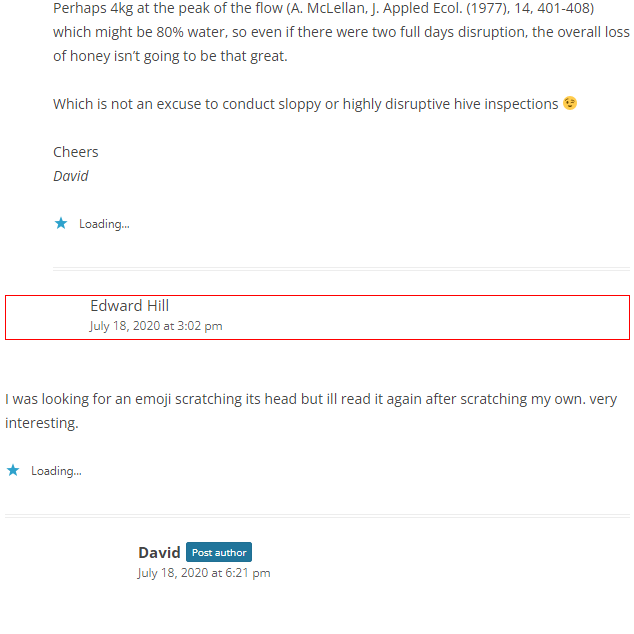 Perhaps 4kg at the peak of the flow (A. McLellan, J. Appled Ecol. (1977), 14, 401-408)
which might be 80% water, so even if there were two full days disruption, the overall loss
of honey isn’t going to be that great.
Which is not an excuse to conduct sloppy or highly disruptive hive inspections 😉
Cheers
David
Loading...
Edward Hill
July 18, 2020 at 3:02 pm
I was looking for an emoji scratching its head but ill read it again after scratching my own. very
interesting.
Loading...
David Post author
July 18, 2020 at 6:21 pm